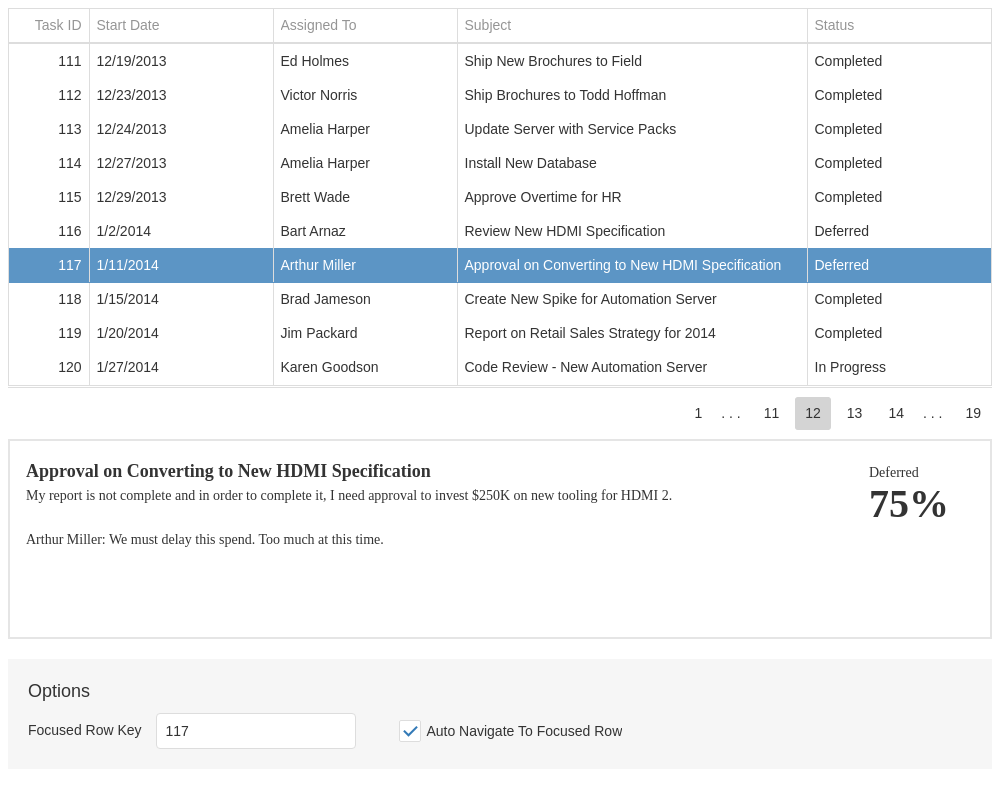 Task ID Start Date Assigned To Subject Status
111 12/19/2013 Ed Holmes Ship New Brochures to Field Completed
112 12/23/2013 Victor Norris Ship Brochures to Todd Hoffman Completed
113 12/24/2013 Amelia Harper Update Server with Service Packs Completed
114 12/27/2013 Amelia Harper Install New Database Completed
115 12/29/2013 Brett Wade Approve Overtime for HR Completed
116 1/2/2014 Bart Arnaz Review New HDMI Specification Deferred
117 1/11/2014 Arthur Miller Approval on Converting to New HDMI Specification Deferred
118 1/15/2014 Brad Jameson Create New Spike for Automation Server Completed
119 1/20/2014 Jim Packard Report on Retail Sales Strategy for 2014 Completed
120 1/27/2014 Karen Goodson Code Review - New Automation Server In Progress
1 . . . 11 12 13 14 . . . 19
Approval on Converting to New HDMI Specification
My report is not complete and in order to complete it, I need approval to invest $250K on new tooling for HDMI 2.
Arthur Miller: We must delay this spend. Too much at this time.
Deferred
75%
Options
Focused Row Key 117 Auto Navigate To Focused Row